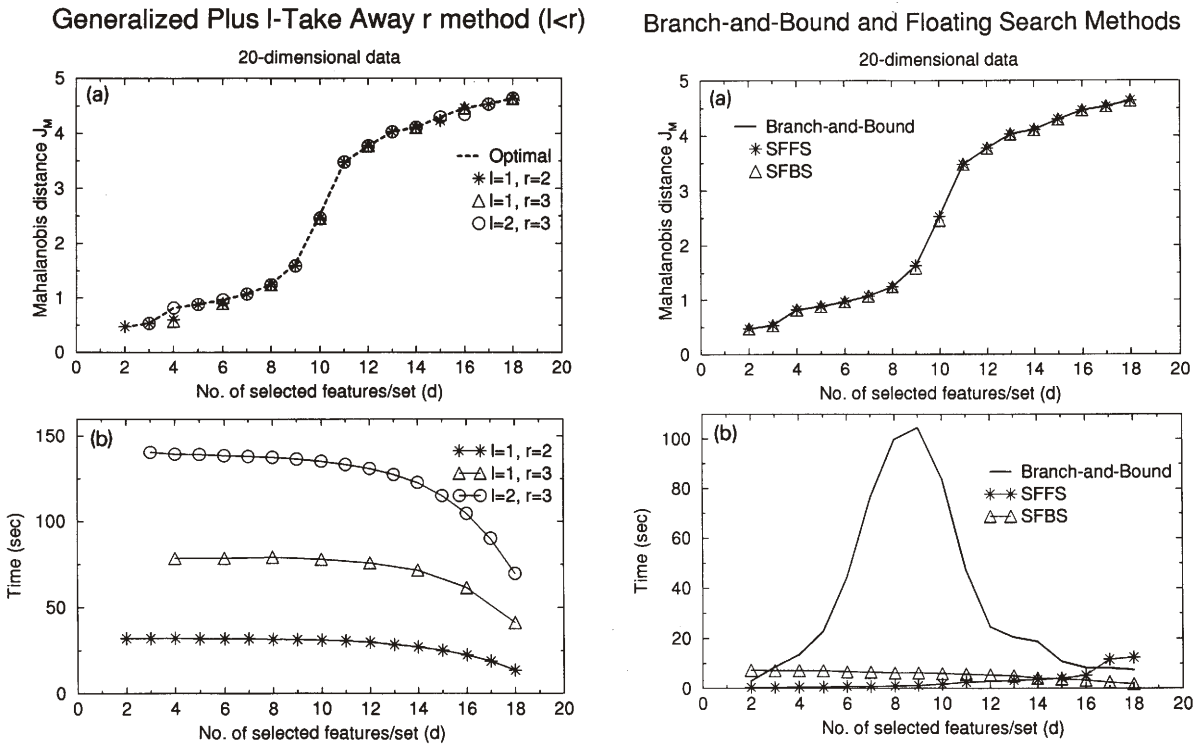 Generalized Plus l-Take Away r method (l<r)
20-dimensional data
(a)
Mahalanobis distance J_M
5
4
3
2
1
0
Optimal
l=1, r=2
l=1, r=3
l=2, r=3
0 2 4 6 8 10 12 14 16 18 20
No. of selected features/set (d)
(b)
Time (sec)
150
100
50
0
l=1, r=2
l=1, r=3
l=2, r=3
0 2 4 6 8 10 12 14 16 18 20
No. of selected features/set (d)
Branch-and-Bound and Floating Search Methods
20-dimensional data
(a)
Mahalanobis distance J_M
5
4
3
2
1
0
Branch-and-Bound
SFFS
SFBS
0 2 4 6 8 10 12 14 16 18 20
No. of selected features/set (d)
(b)
Time (sec)
100
80
60
40
20
0
Branch-and-Bound
SFFS
SFBS
0 2 4 6 8 10 12 14 16 18 20
No. of selected features/set (d)